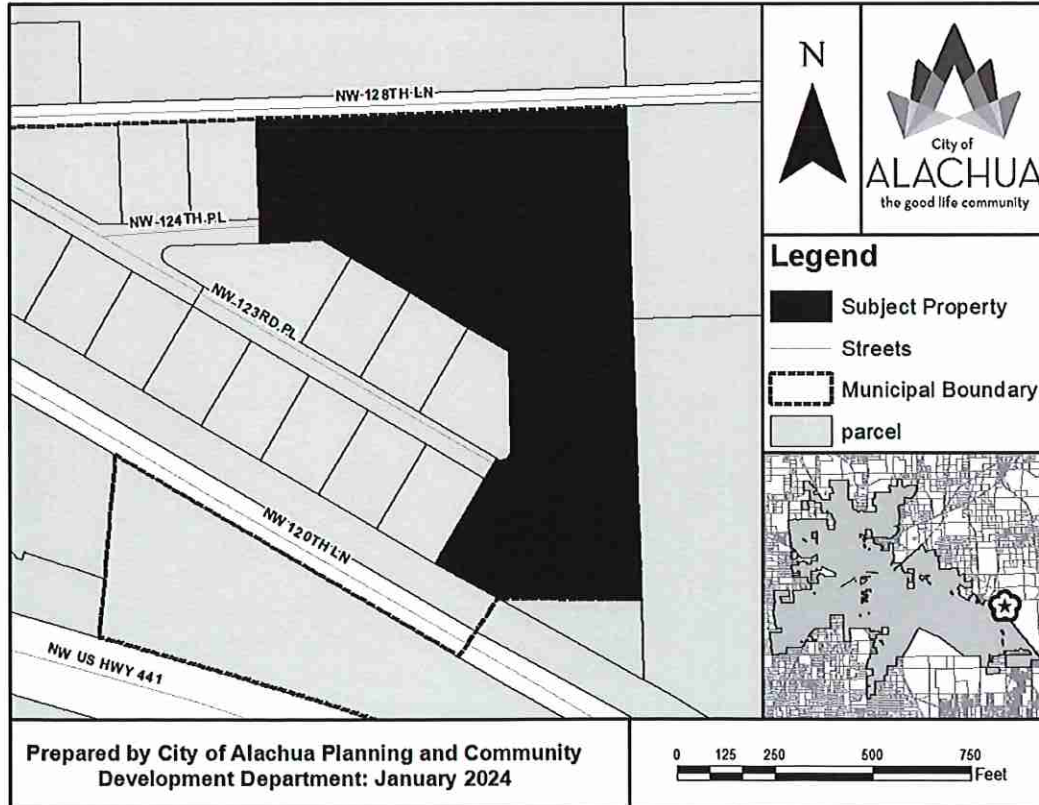 NW 128TH LN
NW 124TH PL
NW 123RD PL
NW 120TH LN
NW US HWY 441
N
City of
ALACHUA
the good life community
Legend
Subject Property
Streets
Municipal Boundary
parcel
Prepared by City of Alachua Planning and Community
Development Department: January 2024
0 125 250 500 750
Feet